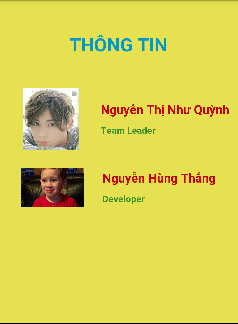 THÔNG TIN
Nguyễn Thị Như Quỳnh
Team Leader
Nguyễn Hùng Thắng
Developer